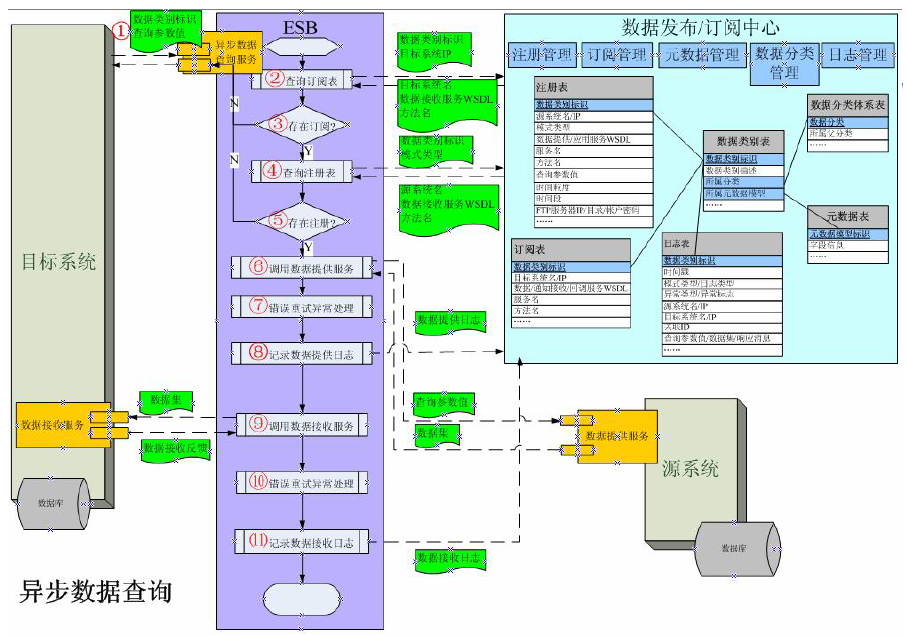 ①
数据类别标识
查询参数值
异步数据
查询服务
ESB
②查询订阅表
③存在订阅?
N
Y
④查询注册表
N
⑤存在注册?
Y
⑥调用数据提供服务
⑦错误重试异常处理
⑧记录数据提供日志
⑨调用数据接收服务
⑩错误重试异常处理
⑪记录数据接收日志
目标系统
数据接收服务
数据库
数据集
数据接收反馈
异步数据查询
数据类别标识
目标系统IP
目标系统名
数据接收服务WSDL
方法名
数据类别标识
模式类型
源系统名
数据接收服务WSDL
方法名
数据提供日志
查询参数值
数据集
数据接收日志
数据发布/订阅中心
注册管理
订阅管理
元数据管理
数据分类
管理
日志管理
注册表
数据类别标识
源系统名/IP
模式类型
数据提供/应用服务WSDL
服务名
方法名
查询参数值
时间粒度
时间段
FTP服务器IP/目录/帐户密码
……
订阅表
数据类别标识
目标系统名/IP
数据/通知接收/回调服务WSDL
服务名
方法名
……
数据类别表
数据类别标识
数据类别描述
所属分类
所属元数据模型
……
数据分类体系表
数据分类
所属父分类
……
元数据表
元数据模型标识
字段信息
……
日志表
数据类别标识
时间戳
模式类型/日志类型
异常类型/异常标志
源系统名/IP
目标系统名/IP
查询参数值/数据集/响应消息
……
数据提供服务
源系统
数据库